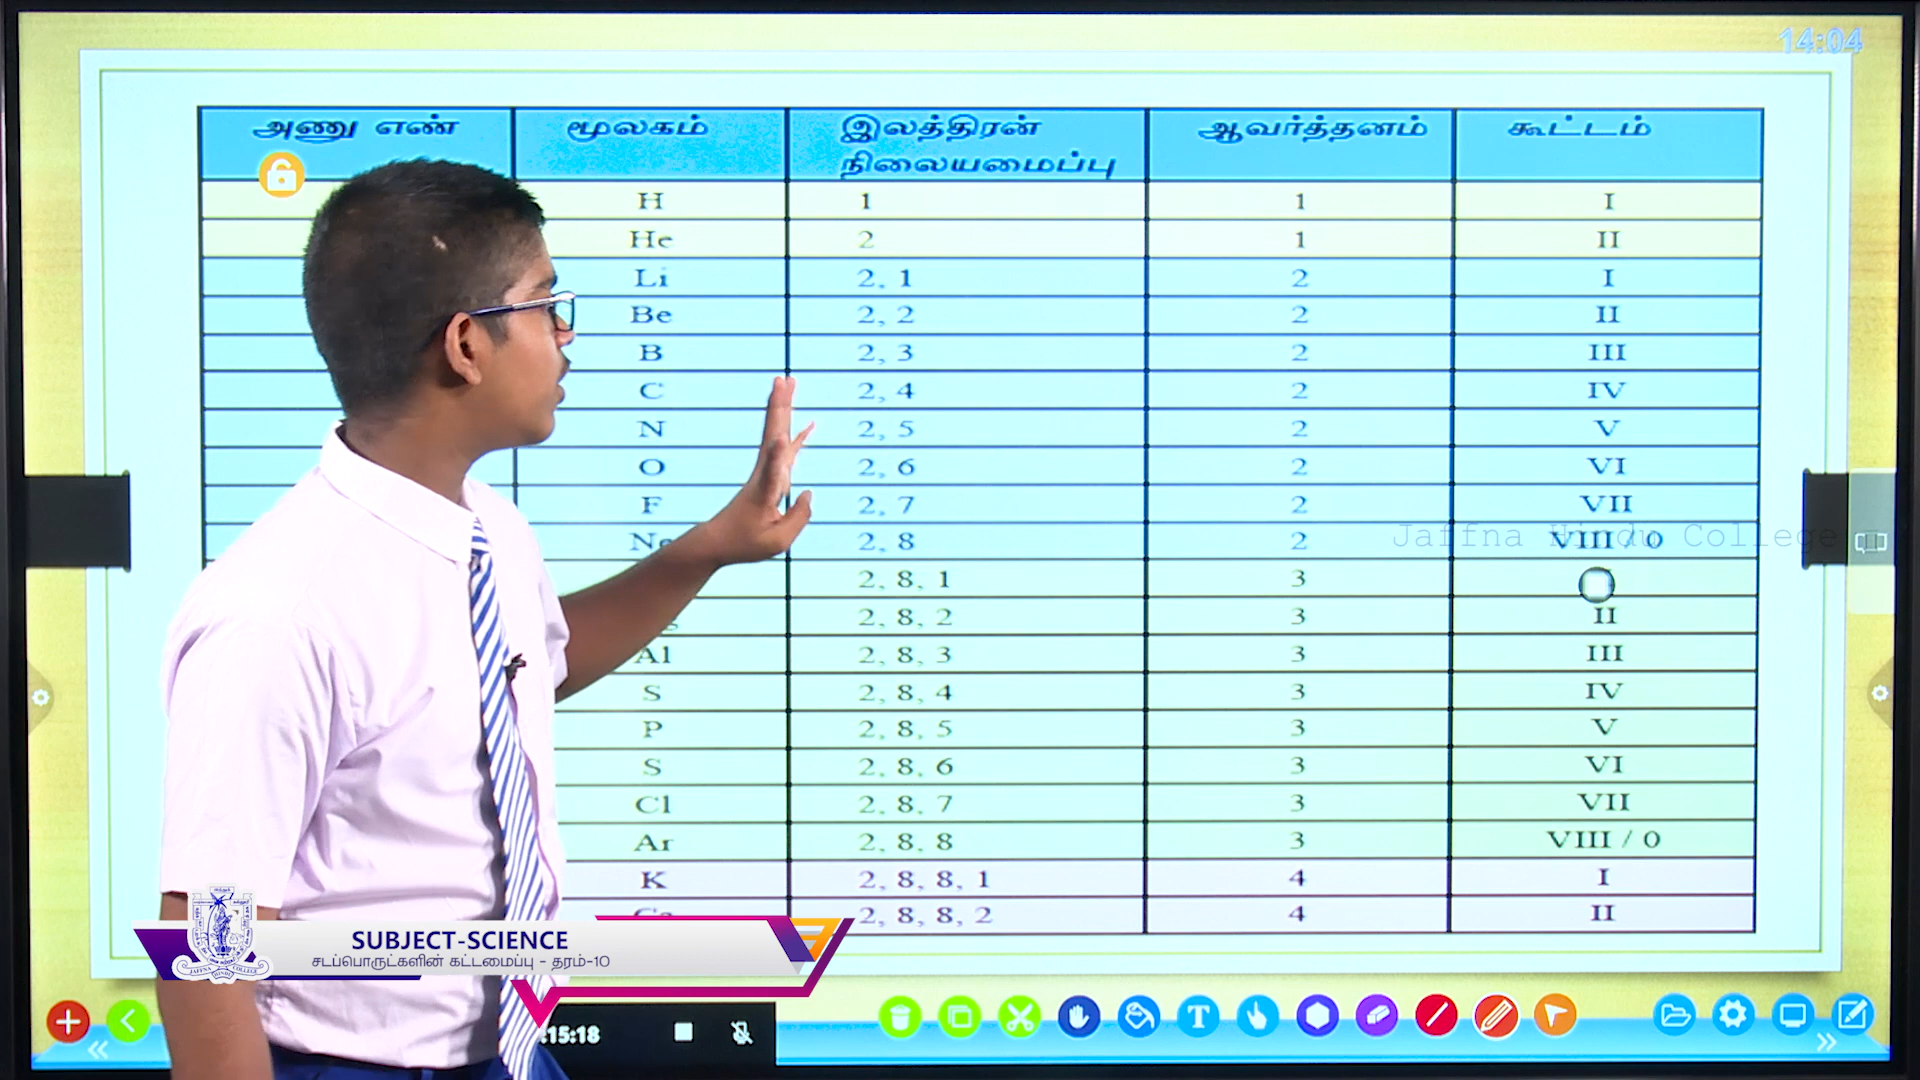 14:04
அணு எண் மூலகம் இலத்திரன் நிலையமைப்பு ஆவர்த்தனம் கூட்டம்
H 1 1 I
He 2 1 II
Li 2, 1 2 I
Be 2, 2 2 II
B 2, 3 2 III
C 2, 4 2 IV
N 2, 5 2 V
O 2, 6 2 VI
F 2, 7 2 VII
Ne 2, 8 2 VIII / 0
Jaffna Hindu College
2, 8, 1 3
2, 8, 2 3 II
Al 2, 8, 3 3 III
S 2, 8, 4 3 IV
P 2, 8, 5 3 V
S 2, 8, 6 3 VI
Cl 2, 8, 7 3 VII
Ar 2, 8, 8 3 VIII / 0
K 2, 8, 8, 1 4 I
Ca 2, 8, 8, 2 4 II
SUBJECT-SCIENCE
சடப்பொருட்களின் கட்டமைப்பு - தரம்-10
JAFFNA HINDU COLLEGE
:15:18